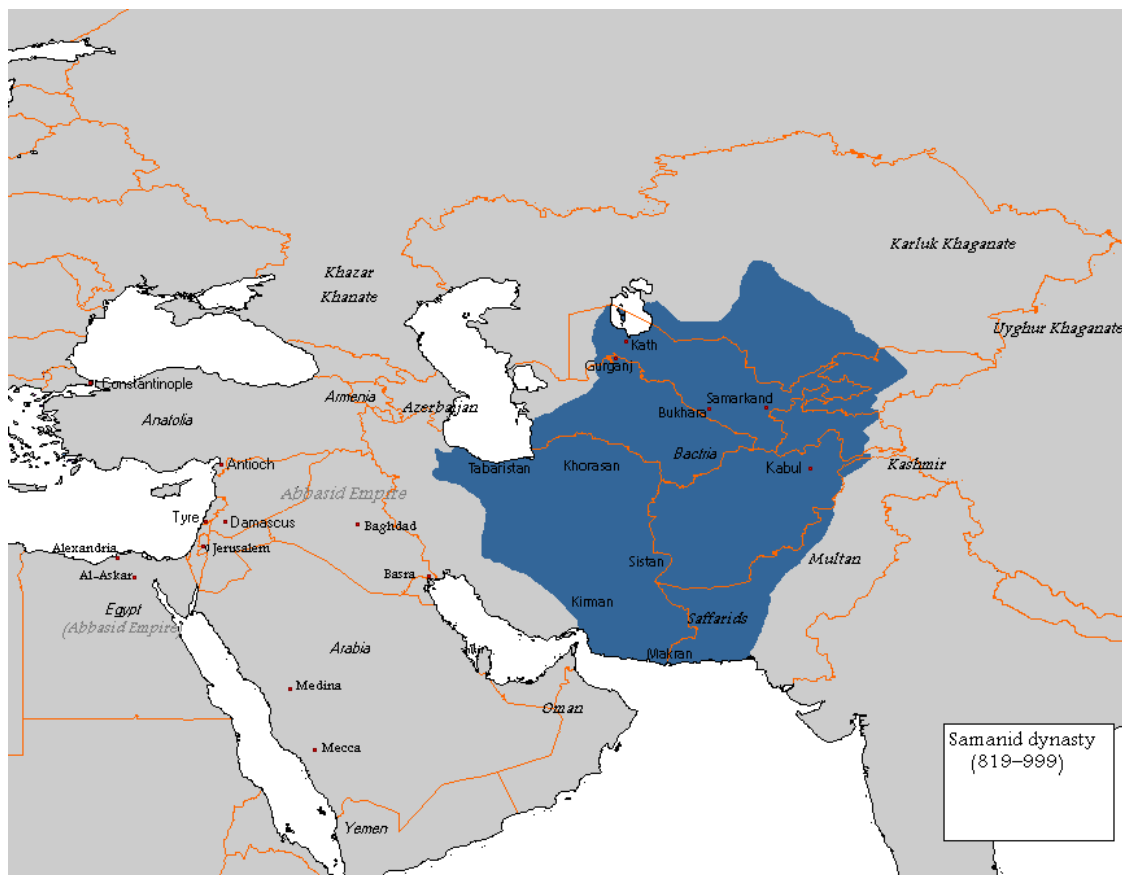 Karluk Khaganate
Khazar
Khanate
Uyghur Khaganate
Kath
Gurganj
Constantinople
Armenia
Samarkand
Azerbaijan
Bukhara
Anatolia
Bactria
Antioch
Tabaristan
Khorasan
Kabul
Kashmir
Abbasid Empire
Tyre
Damascus
Baghdad
Alexandria
Jerusalem
Multan
Sistan
Al-Askar
Basra
Kirman
Egypt
(Abbasid Empire)
Saffarids
Arabia
Makran
Medina
Oman
Mecca
Yemen
Samanid dynasty
(819–999)